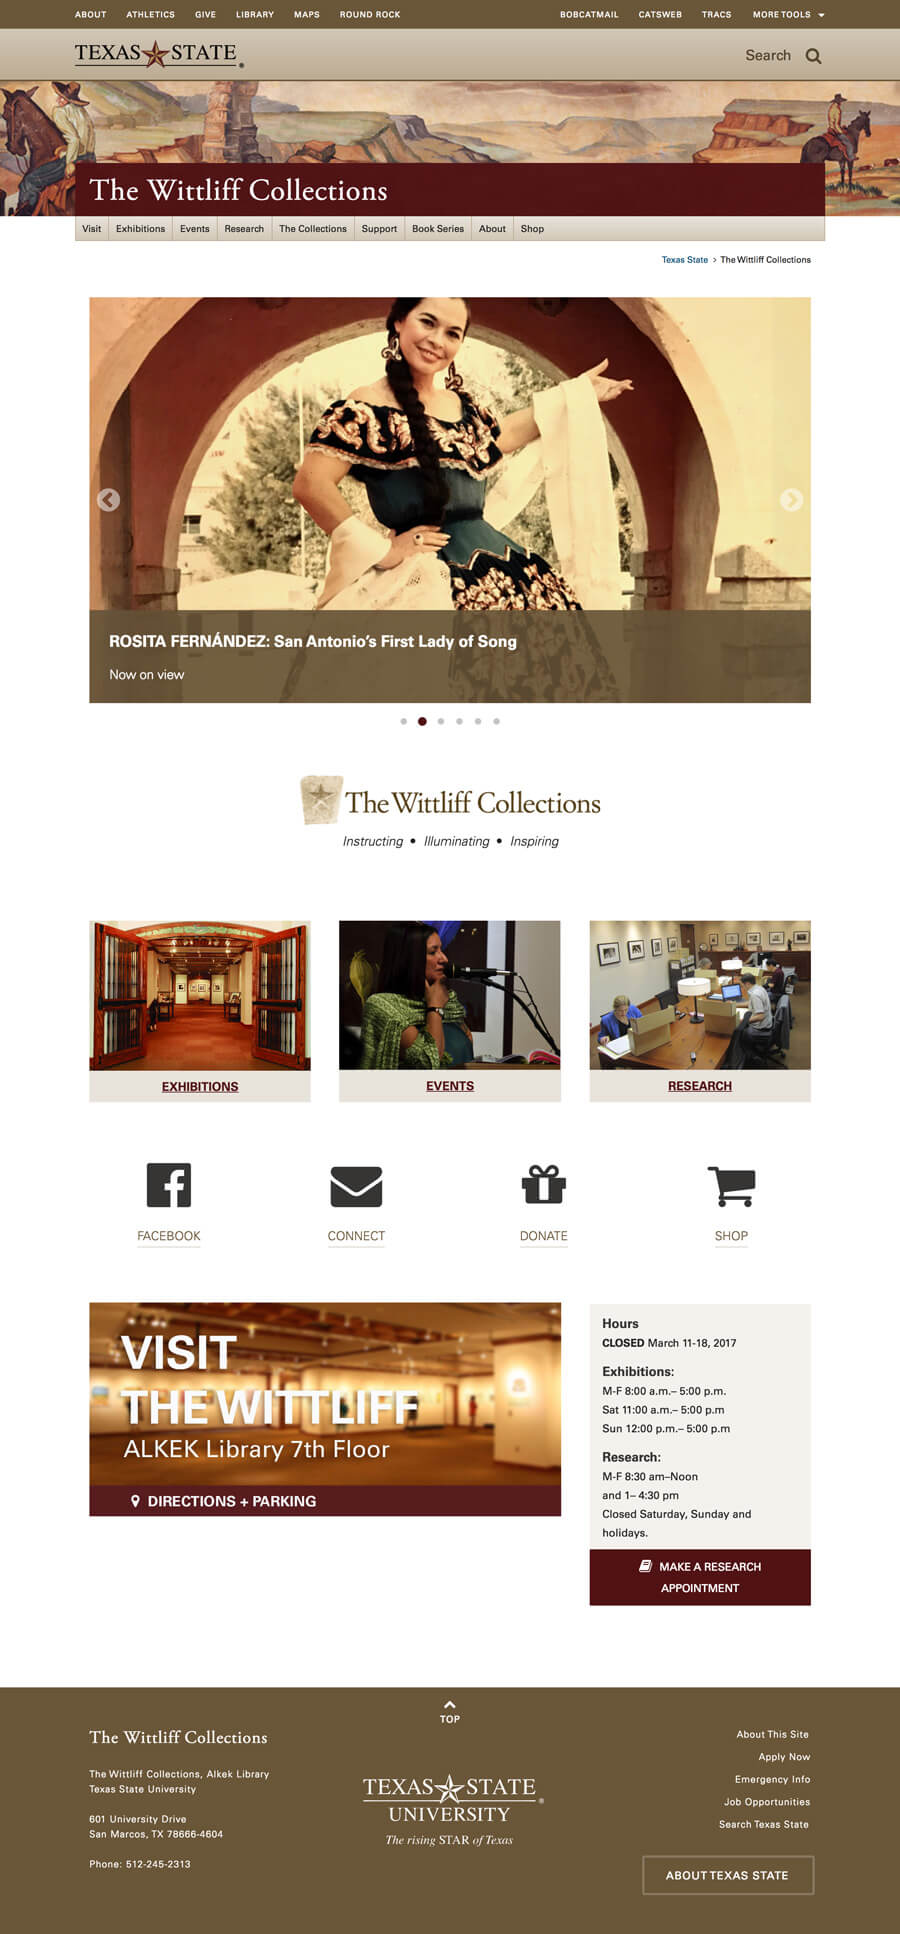 ABOUT ATHLETICS GIVE LIBRARY MAPS ROUND ROCK BOBCATMAIL CATSWEB TRACS MORE TOOLS
TEXAS STATE ®
Search
The Wittliff Collections
Visit Exhibitions Events Research The Collections Support Book Series About Shop
Texas State > The Wittliff Collections
ROSITA FERNÁNDEZ: San Antonio's First Lady of Song
Now on view
The Wittliff Collections
Instructing • Illuminating • Inspiring
EXHIBITIONS EVENTS RESEARCH
FACEBOOK CONNECT DONATE SHOP
VISIT
THE WITTLIFF
ALKEK Library 7th Floor
DIRECTIONS + PARKING
Hours
CLOSED March 11-18, 2017
Exhibitions:
M-F 8:00 a.m.– 5:00 p.m.
Sat 11:00 a.m.– 5:00 p.m
Sun 12:00 p.m.– 5:00 p.m
Research:
M-F 8:30 am–Noon
and 1– 4:30 pm
Closed Saturday, Sunday and
holidays.
MAKE A RESEARCH
APPOINTMENT
TOP
The Wittliff Collections
The Wittliff Collections, Alkek Library
Texas State University
601 University Drive
San Marcos, TX 78666-4604
Phone: 512-245-2313
TEXAS STATE ®
UNIVERSITY
The rising STAR of Texas
About This Site
Apply Now
Emergency Info
Job Opportunities
Search Texas State
ABOUT TEXAS STATE